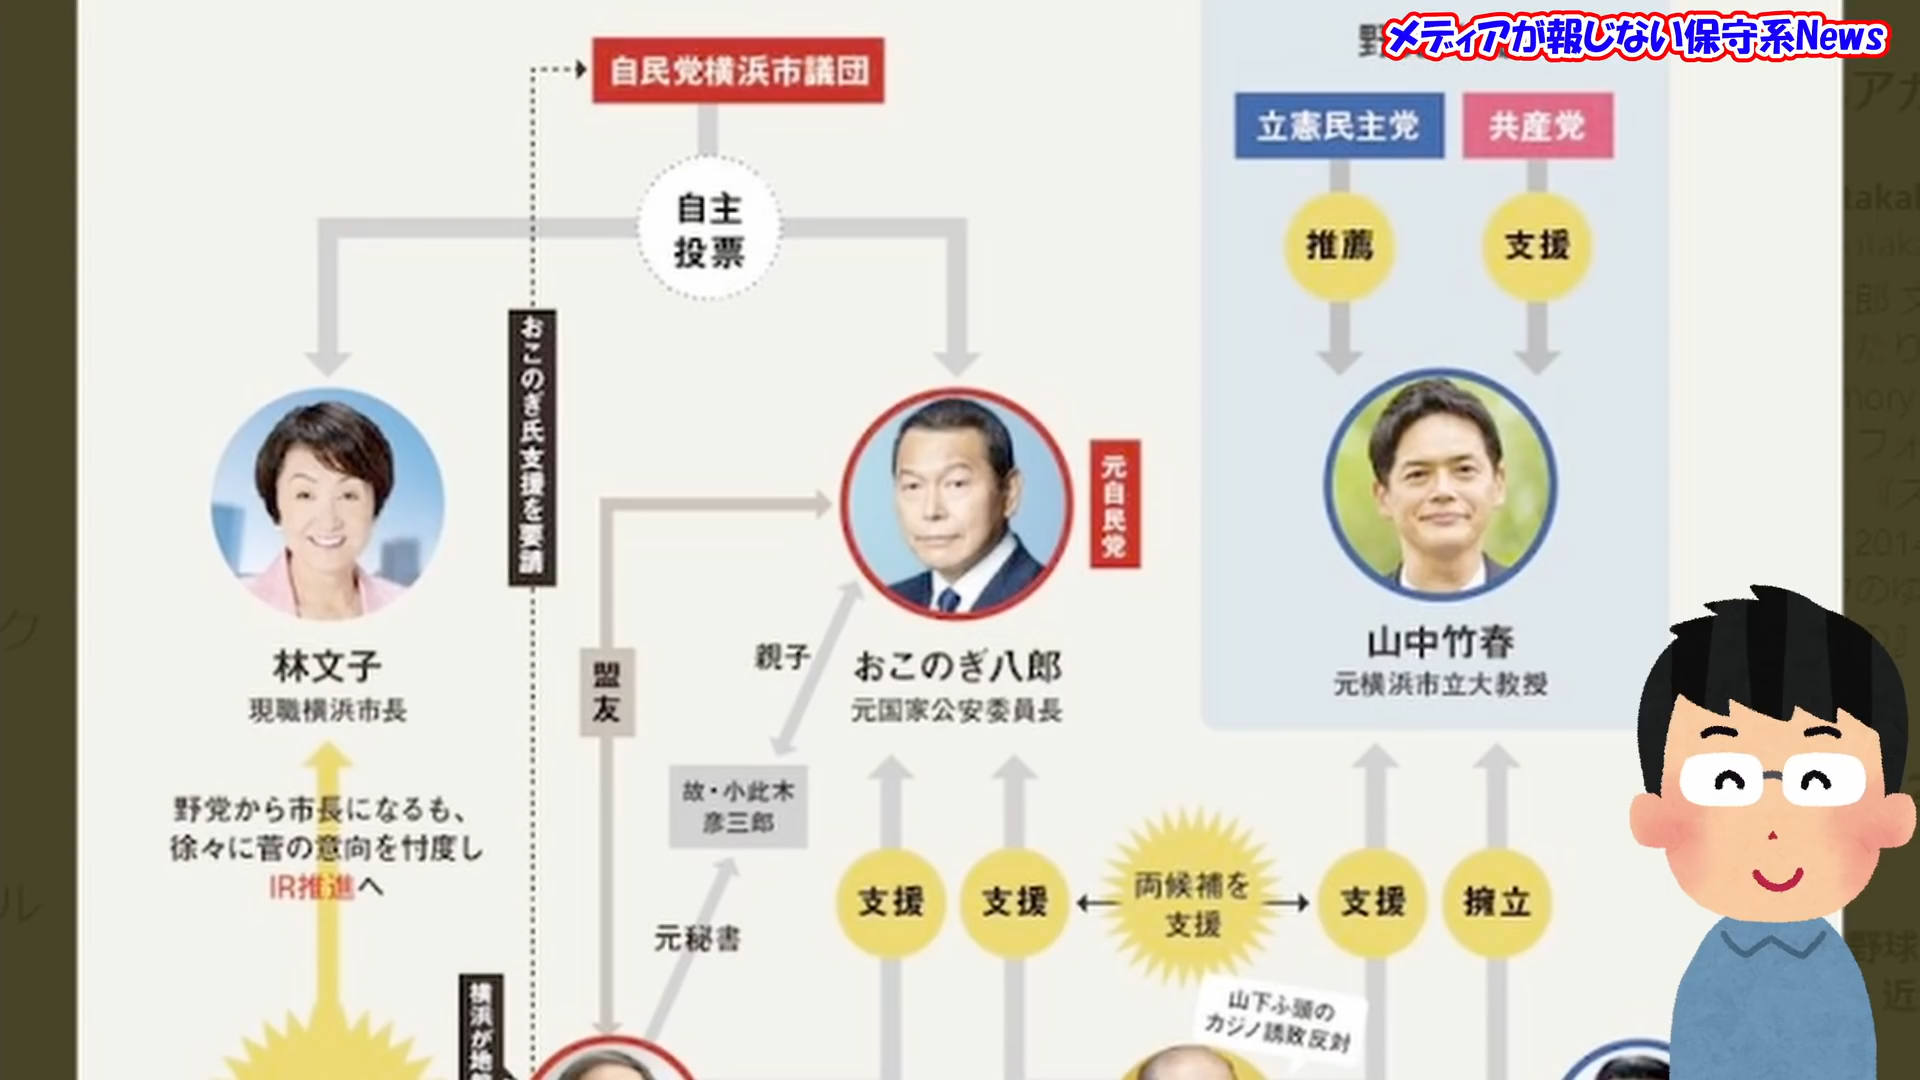 メディアが報じない保守系News
自民党横浜市議団
立憲民主党
共産党
自主
投票
推薦
支援
おこのぎ氏支援を要請
元自民党
林文子
現職横浜市長
盟友
親子
おこのぎ八郎
元国家公安委員長
山中竹春
元横浜市立大教授
野党から市長になるも、
徐々に菅の意向を忖度し
IR推進へ
故・小此木
彦三郎
元秘書
支援
支援
両候補を
支援
支援
擁立
山下ふ頭の
カジノ誘致反対
横浜が地盤